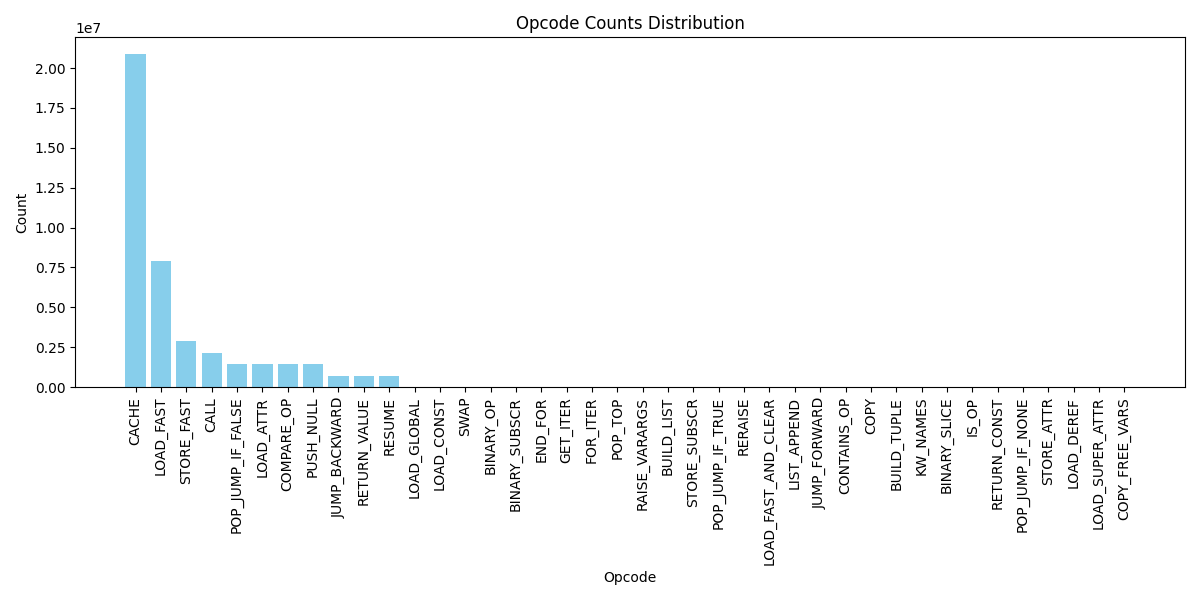 Opcode Counts Distribution
1e7
2.00
1.75
1.50
1.25
1.00
0.75
0.50
0.25
0.00
Count
CACHE
LOAD_FAST
STORE_FAST
CALL
POP_JUMP_IF_FALSE
LOAD_ATTR
COMPARE_OP
PUSH_NULL
JUMP_BACKWARD
RETURN_VALUE
RESUME
LOAD_GLOBAL
LOAD_CONST
SWAP
BINARY_OP
BINARY_SUBSCR
END_FOR
GET_ITER
FOR_ITER
POP_TOP
RAISE_VARARGS
BUILD_LIST
STORE_SUBSCR
POP_JUMP_IF_TRUE
RERAISE
LOAD_FAST_AND_CLEAR
LIST_APPEND
JUMP_FORWARD
CONTAINS_OP
COPY
BUILD_TUPLE
KW_NAMES
BINARY_SLICE
IS_OP
RETURN_CONST
POP_JUMP_IF_NONE
STORE_ATTR
LOAD_DEREF
LOAD_SUPER_ATTR
COPY_FREE_VARS
Opcode